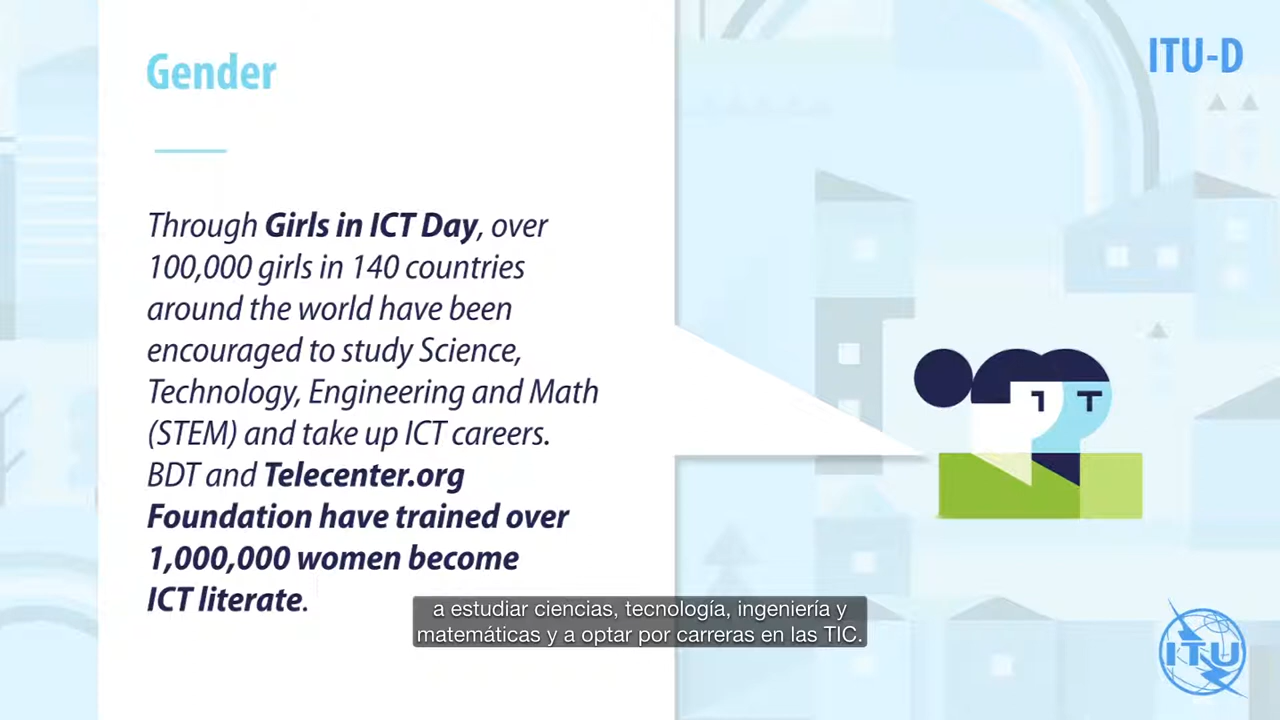 Gender
ITU-D
Through Girls in ICT Day, over
100,000 girls in 140 countries
around the world have been
encouraged to study Science,
Technology, Engineering and Math
(STEM) and take up ICT careers.
BDT and Telecenter.org
Foundation have trained over
1,000,000 women become
ICT literate.
a estudiar ciencias, tecnología, ingeniería y
matemáticas y a optar por carreras en las TIC.
ITU